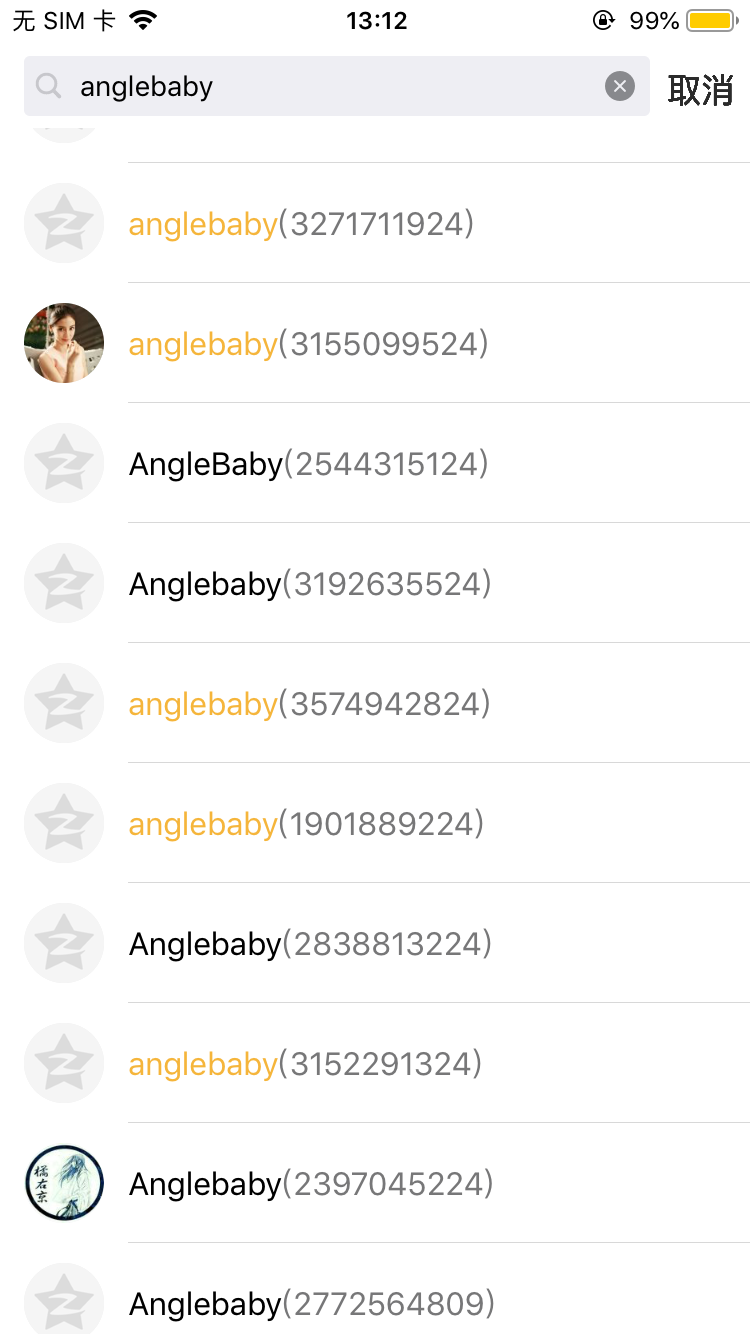 无 SIM 卡 13:12 99%
anglebaby 取消
anglebaby(3271711924)
anglebaby(3155099524)
AngleBaby(2544315124)
Anglebaby(3192635524)
anglebaby(3574942824)
anglebaby(1901889224)
Anglebaby(2838813224)
anglebaby(3152291324)
橘右京
Anglebaby(2397045224)
Anglebaby(2772564809)